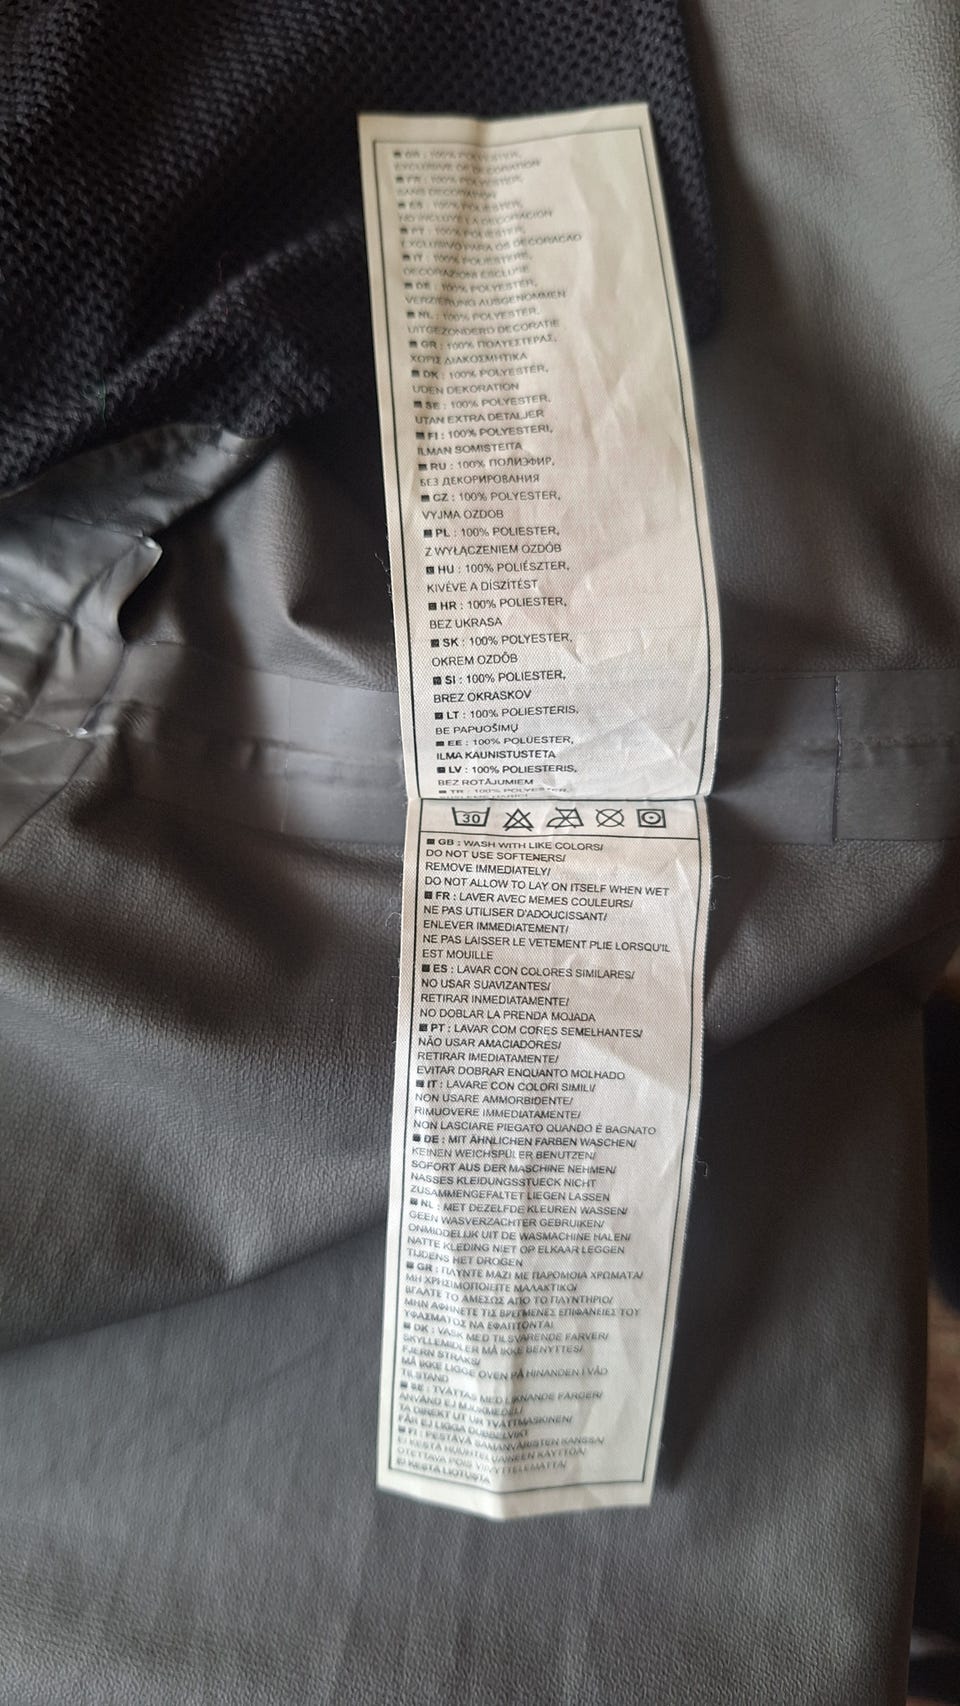 GB : 100% POLYESTER,
EXCLUSIVE OF DECORATION
FR : 100% POLYESTER,
SANS DECORATION
ES : 100% POLIESTER,
NO INCLUYE LA DECORACION
PT : 100% POLIESTER,
EXCLUSIVO PARA OS DECORACAO
IT : 100% POLIESTERE,
DECORAZIONI ESCLUSE
DE : 100% POLYESTER,
VERZIERUNG AUSGENOMMEN
NL : 100% POLYESTER,
UITGEZONDERD DECORATIE
GR : 100% ΠΟΛΥΕΣΤΕΡΑΣ,
ΧΩΡΙΣ ΔΙΑΚΟΣΜΗΤΙΚΑ
DK : 100% POLYESTER,
UDEN DEKORATION
SE : 100% POLYESTER,
UTAN EXTRA DETALJER
FI : 100% POLYESTERI,
ILMAN SOMISTEITA
RU : 100% ПОЛИЭФИР,
БЕЗ ДЕКОРИРОВАНИЯ
CZ : 100% POLYESTER,
VYJMA OZDOB
PL : 100% POLIESTER,
Z WYŁĄCZENIEM OZDÓB
HU : 100% POLIÉSZTER,
KIVÉVE A DÍSZÍTÉST
HR : 100% POLIESTER,
BEZ UKRASA
SK : 100% POLYESTER,
OKREM OZDÔB
SI : 100% POLIESTER,
BREZ OKRASKOV
LT : 100% POLIESTERIS,
BE PAPUOŠIMŲ
EE : 100% POLÜESTER,
ILMA KAUNISTUSTETA
LV : 100% POLIESTERIS,
BEZ ROTĀJUMIEM
TR : 100% POLYESTER,
30
GB : WASH WITH LIKE COLORS/
DO NOT USE SOFTENERS/
REMOVE IMMEDIATELY/
DO NOT ALLOW TO LAY ON ITSELF WHEN WET
FR : LAVER AVEC MEMES COULEURS/
NE PAS UTILISER D'ADOUCISSANT/
ENLEVER IMMEDIATEMENT/
NE PAS LAISSER LE VETEMENT PLIE LORSQU'IL
EST MOUILLE
ES : LAVAR CON COLORES SIMILARES/
NO USAR SUAVIZANTES/
RETIRAR INMEDIATAMENTE/
NO DOBLAR LA PRENDA MOJADA
PT : LAVAR COM CORES SEMELHANTES/
NÃO USAR AMACIADORES/
RETIRAR IMEDIATAMENTE/
EVITAR DOBRAR ENQUANTO MOLHADO
IT : LAVARE CON COLORI SIMILI/
NON USARE AMMORBIDENTE/
RIMUOVERE IMMEDIATAMENTE/
NON LASCIARE PIEGATO QUANDO È BAGNATO
DE : MIT ÄHNLICHEN FARBEN WASCHEN/
KEINEN WEICHSPÜLER BENUTZEN/
SOFORT AUS DER MASCHINE NEHMEN/
NASSES KLEIDUNGSSTUECK NICHT
ZUSAMMENGEFALTET LIEGEN LASSEN
NL : MET DEZELFDE KLEUREN WASSEN/
GEEN WASVERZACHTER GEBRUIKEN/
ONMIDDELIJK UIT DE WASMACHINE HALEN/
NATTE KLEDING NIET OP ELKAAR LEGGEN
TIJDENS HET DROGEN
GR : ΠΛΥΝΤΕ ΜΑΖΙ ΜΕ ΠΑΡΟΜΟΙΑ ΧΡΩΜΑΤΑ/
ΜΗ ΧΡΗΣΙΜΟΠΟΙΕΙΤΕ ΜΑΛΑΚΤΙΚΟ/
ΒΓΑΛΤΕ ΤΟ ΑΜΕΣΩΣ ΑΠΟ ΤΟ ΠΛΥΝΤΗΡΙΟ/
ΜΗΝ ΑΦΗΝΕΤΕ ΤΙΣ ΒΡΕΓΜΕΝΕΣ ΕΠΙΦΑΝΕΙΕΣ ΤΟΥ
ΥΦΑΣΜΑΤΟΣ ΝΑ ΕΦΑΠΤΟΝΤΑΙ
DK : VASK MED TILSVARENDE FARVER/
SKYLLEMIDLER MÅ IKKE BENYTTES/
FJERN STRAKS/
MÅ IKKE LIGGE OVEN PÅ HINANDEN I VÅD
TILSTAND
SE : TVÄTTAS MED LIKNANDE FÄRGER/
ANVÄND EJ MJUKMEDEL/
TA DIREKT UT UR TVÄTTMASKINEN/
FÅR EJ LIGGA DUBBELVIKT
FI : PESTÄVÄ SAMANVÄRISTEN KANSSA/
EI KESTÄ HUUHTELUAINEEN KÄYTTÖÄ/
OTETTAVA POIS VIIVYTTELEMÄTTÄ/
EI KESTÄ LIOTUSTA